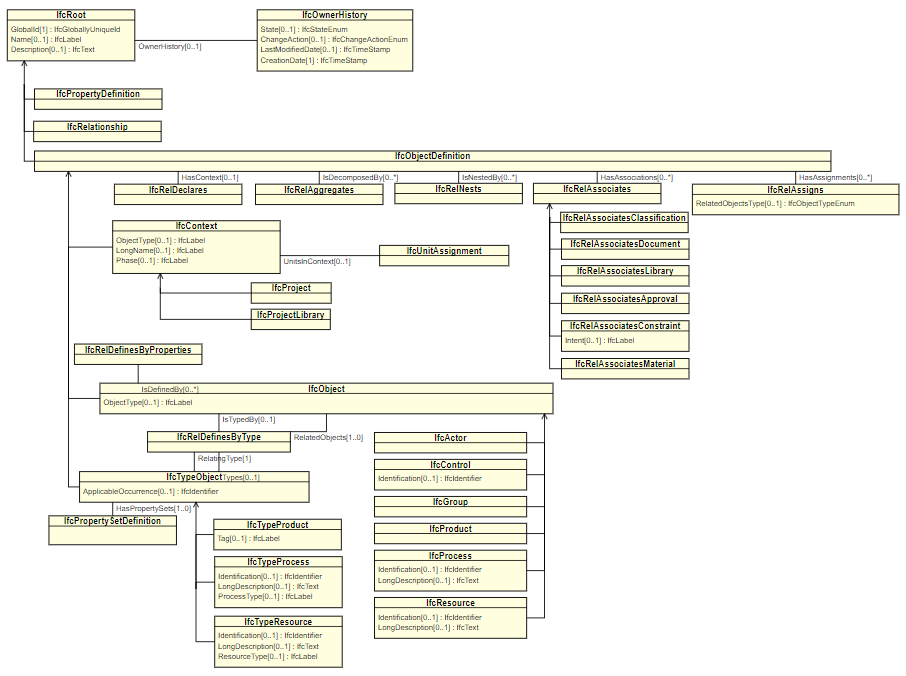 IfcRoot
GlobalId[1] : IfcGloballyUniqueId
Name[0..1] : IfcLabel
Description[0..1] : IfcText
OwnerHistory[0..1]
IfcOwnerHistory
State[0..1] : IfcStateEnum
ChangeAction[0..1] : IfcChangeActionEnum
LastModifiedDate[0..1] : IfcTimeStamp
CreationDate[1] : IfcTimeStamp
IfcPropertyDefinition
IfcRelationship
IfcObjectDefinition
HasContext[0..1]
IsDecomposedBy[0..*]
IsNestedBy[0..*]
HasAssociations[0..*]
HasAssignments[0..*]
IfcRelDeclares
IfcRelAggregates
IfcRelNests
IfcRelAssociates
IfcRelAssigns
RelatedObjectsType[0..1] : IfcObjectTypeEnum
IfcContext
ObjectType[0..1] : IfcLabel
LongName[0..1] : IfcLabel
Phase[0..1] : IfcLabel
UnitsInContext[0..1]
IfcUnitAssignment
IfcRelAssociatesClassification
IfcRelAssociatesDocument
IfcRelAssociatesLibrary
IfcRelAssociatesApproval
IfcRelAssociatesConstraint
Intent[0..1] : IfcLabel
IfcRelAssociatesMaterial
IfcProject
IfcProjectLibrary
IfcRelDefinesByProperties
IsDefinedBy[0..*]
IfcObject
ObjectType[0..1] : IfcLabel
IsTypedBy[0..1]
IfcRelDefinesByType
RelatedObjects[1..0]
RelatingType[1]
IfcTypeObject
Types[0..1]
ApplicableOccurrence[0..1] : IfcIdentifier
HasPropertySets[1..0]
IfcPropertySetDefinition
IfcTypeProduct
Tag[0..1] : IfcLabel
IfcTypeProcess
Identification[0..1] : IfcIdentifier
LongDescription[0..1] : IfcText
ProcessType[0..1] : IfcLabel
IfcTypeResource
Identification[0..1] : IfcIdentifier
LongDescription[0..1] : IfcText
ResourceType[0..1] : IfcLabel
IfcActor
IfcControl
Identification[0..1] : IfcIdentifier
IfcGroup
IfcProduct
IfcProcess
Identification[0..1] : IfcIdentifier
LongDescription[0..1] : IfcText
IfcResource
Identification[0..1] : IfcIdentifier
LongDescription[0..1] : IfcText